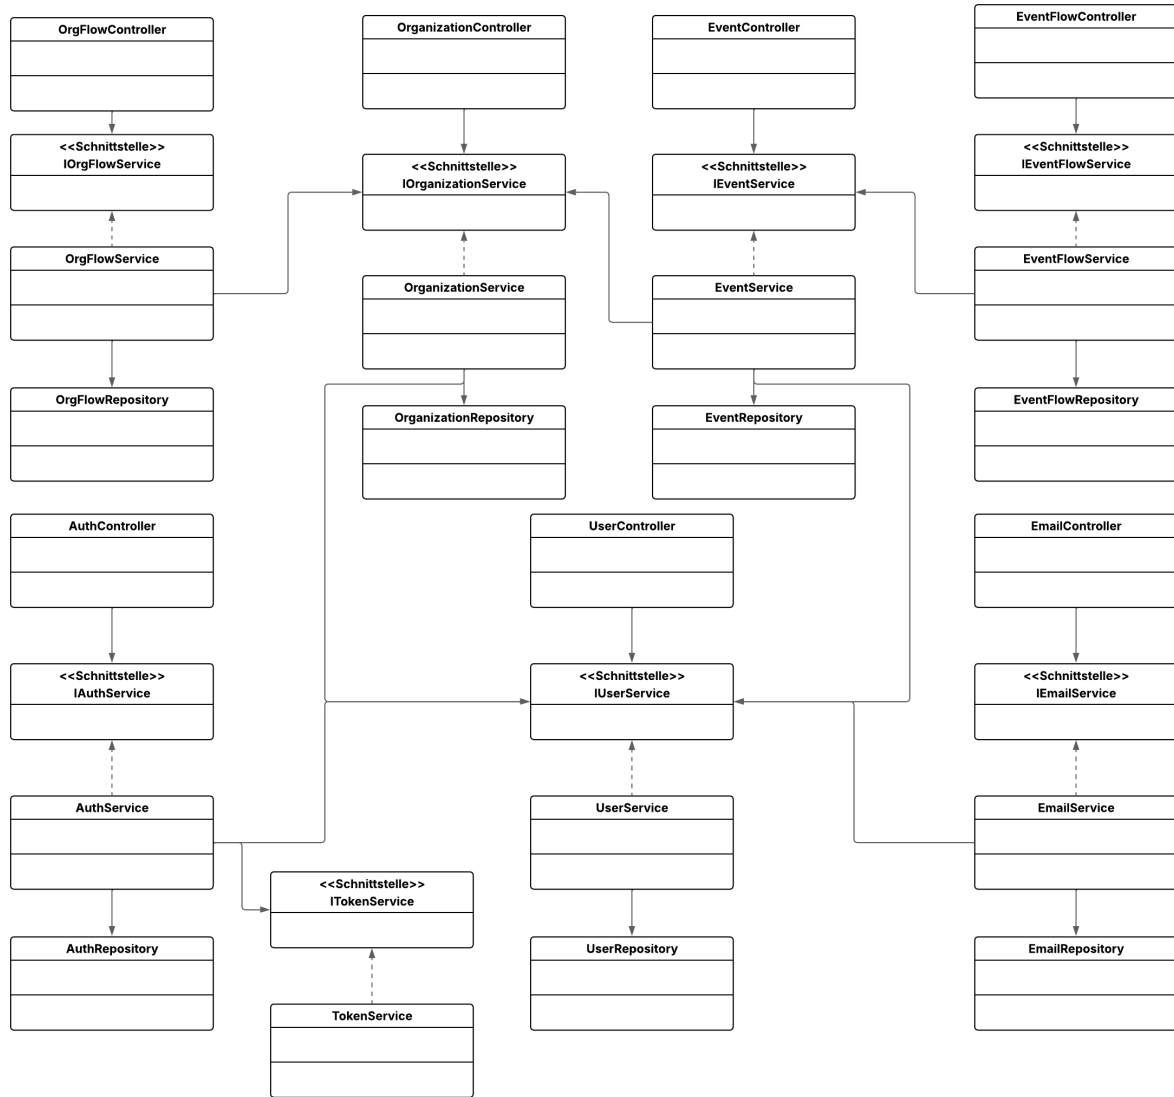 OrgFlowController
OrganizationController
EventController
EventFlowController
<<Schnittstelle>>
IOrgFlowService
<<Schnittstelle>>
IOrganizationService
<<Schnittstelle>>
IEventService
<<Schnittstelle>>
IEventFlowService
OrgFlowService
OrganizationService
EventService
EventFlowService
OrgFlowRepository
OrganizationRepository
EventRepository
EventFlowRepository
AuthController
UserController
EmailController
<<Schnittstelle>>
IAuthService
<<Schnittstelle>>
IUserService
<<Schnittstelle>>
IEmailService
AuthService
UserService
EmailService
<<Schnittstelle>>
ITokenService
AuthRepository
UserRepository
EmailRepository
TokenService